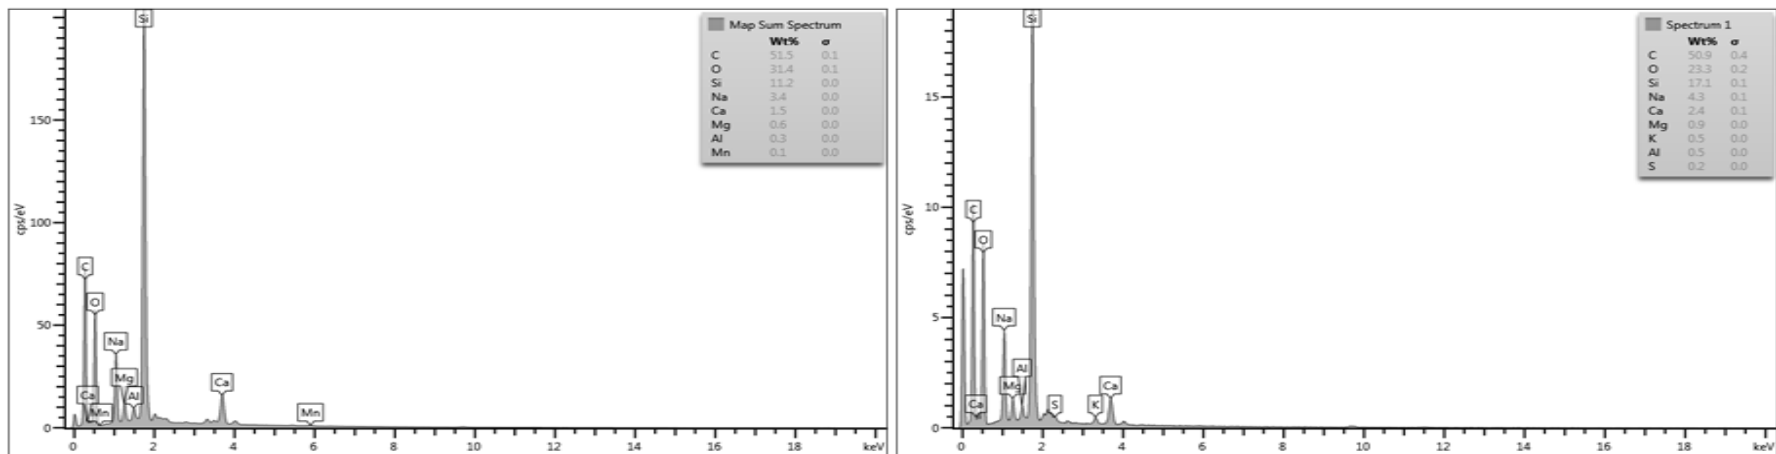 Map Sum Spectrum
Wt% σ
C 51.5 0.1
O 31.4 0.1
Si 11.2 0.0
Na 3.4 0.0
Ca 1.5 0.0
Mg 0.6 0.0
Al 0.3 0.0
Mn 0.1 0.0
Si
150
100
C
O
50
Na
Mg
Ca
Ca
Al
Mn
Mn
0
cps/eV
0 2 4 6 8 10 12 14 16 18 keV
Spectrum 1
Wt% σ
C 50.9 0.4
O 23.3 0.2
Si 17.1 0.1
Na 4.3 0.1
Ca 2.4 0.1
Mg 0.9 0.0
K 0.5 0.0
Al 0.5 0.0
S 0.2 0.0
Si
15
10
C
O
5
Na
Al
Mg
Ca
Ca
S
K
0
cps/eV
0 2 4 6 8 10 12 14 16 18 keV